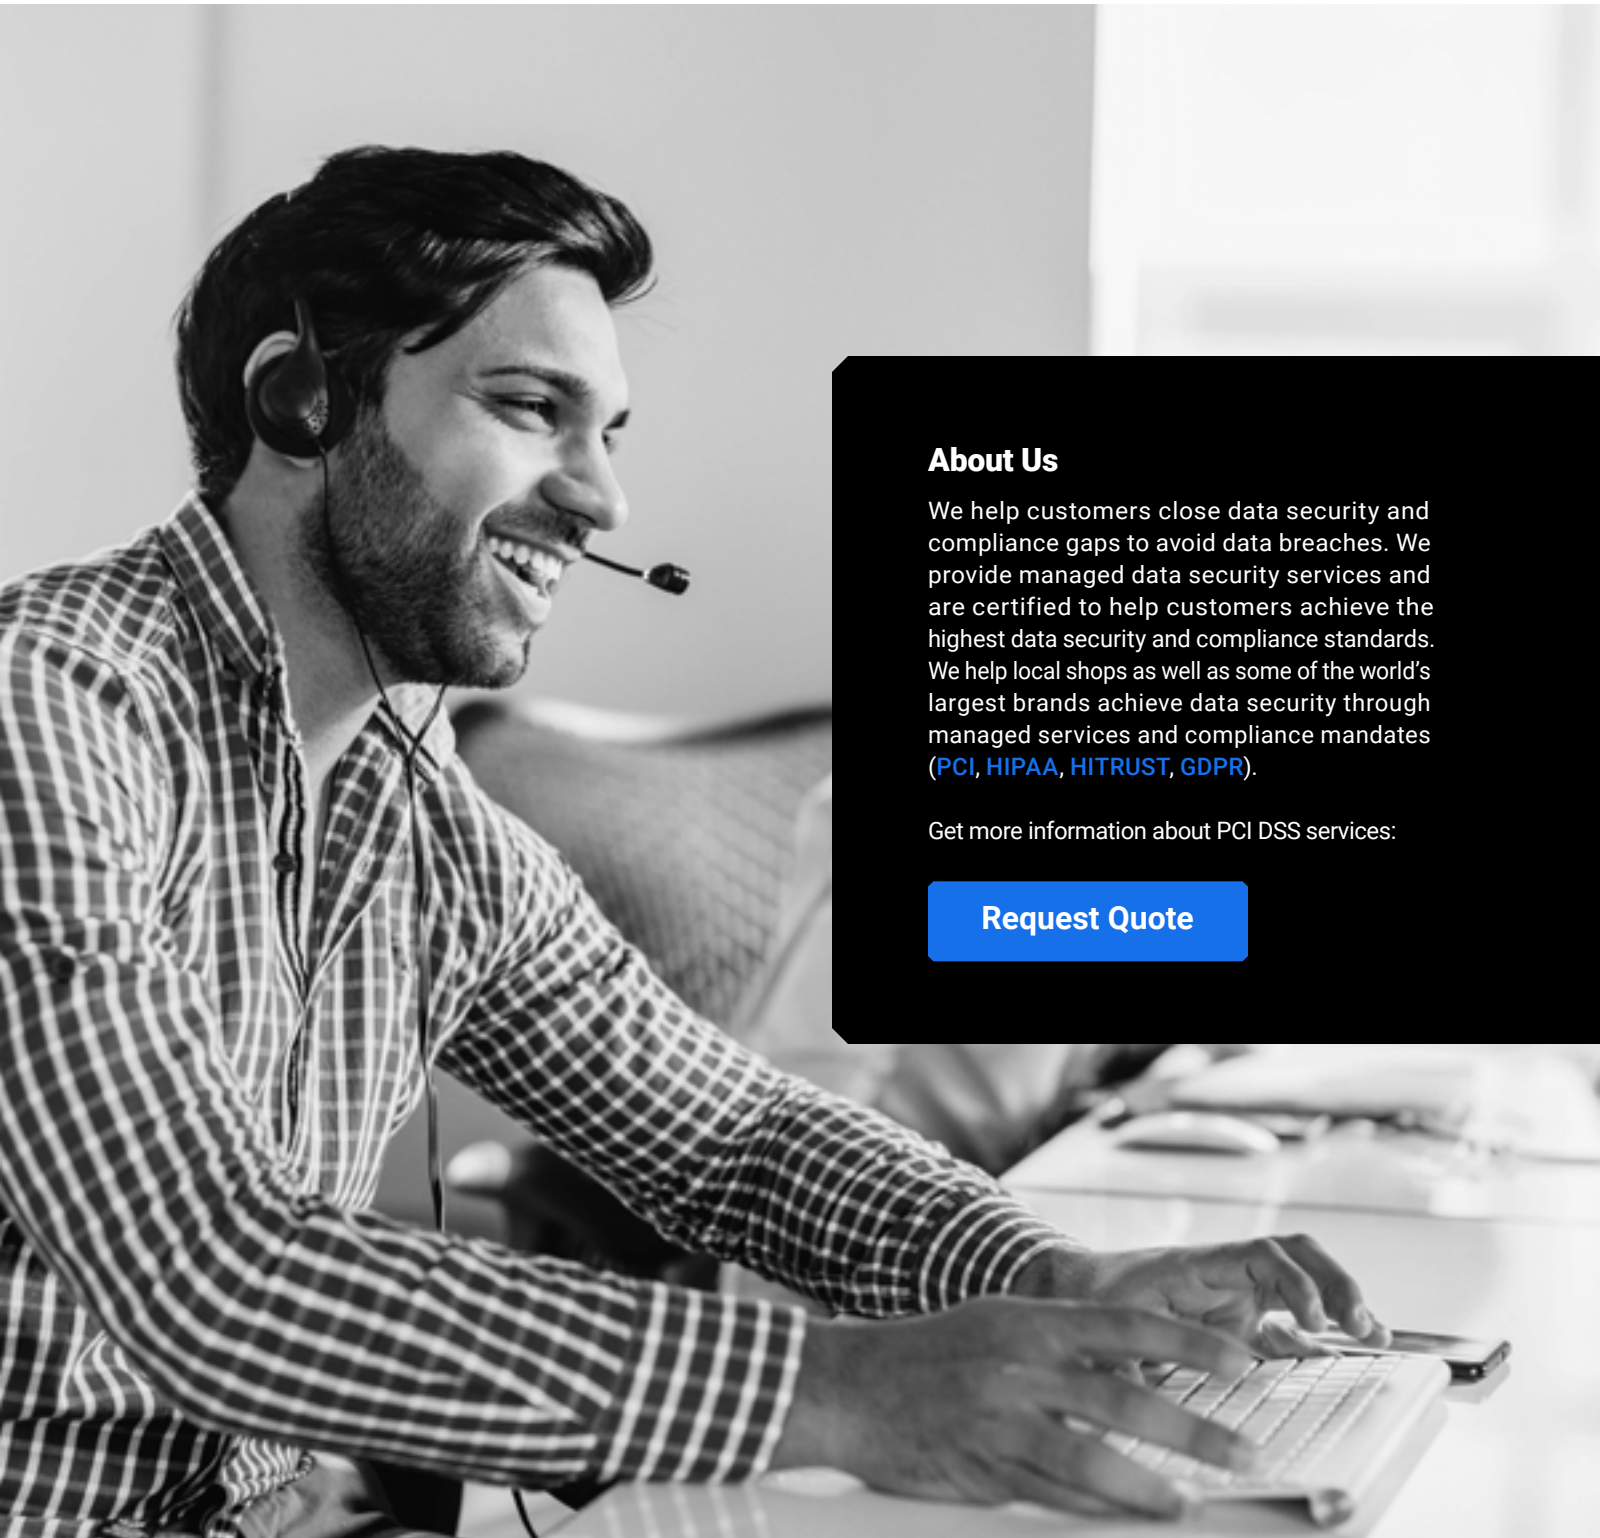 About Us
We help customers close data security and
compliance gaps to avoid data breaches. We
provide managed data security services and
are certified to help customers achieve the
highest data security and compliance standards.
We help local shops as well as some of the world’s
largest brands achieve data security through
managed services and compliance mandates
(PCI, HIPAA, HITRUST, GDPR).
Get more information about PCI DSS services:
Request Quote